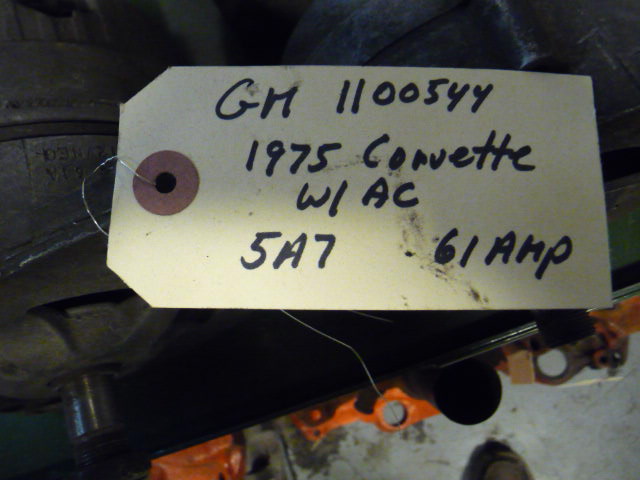 GM 1100544
1975 Corvette
W/ AC
5A7 61 AMP